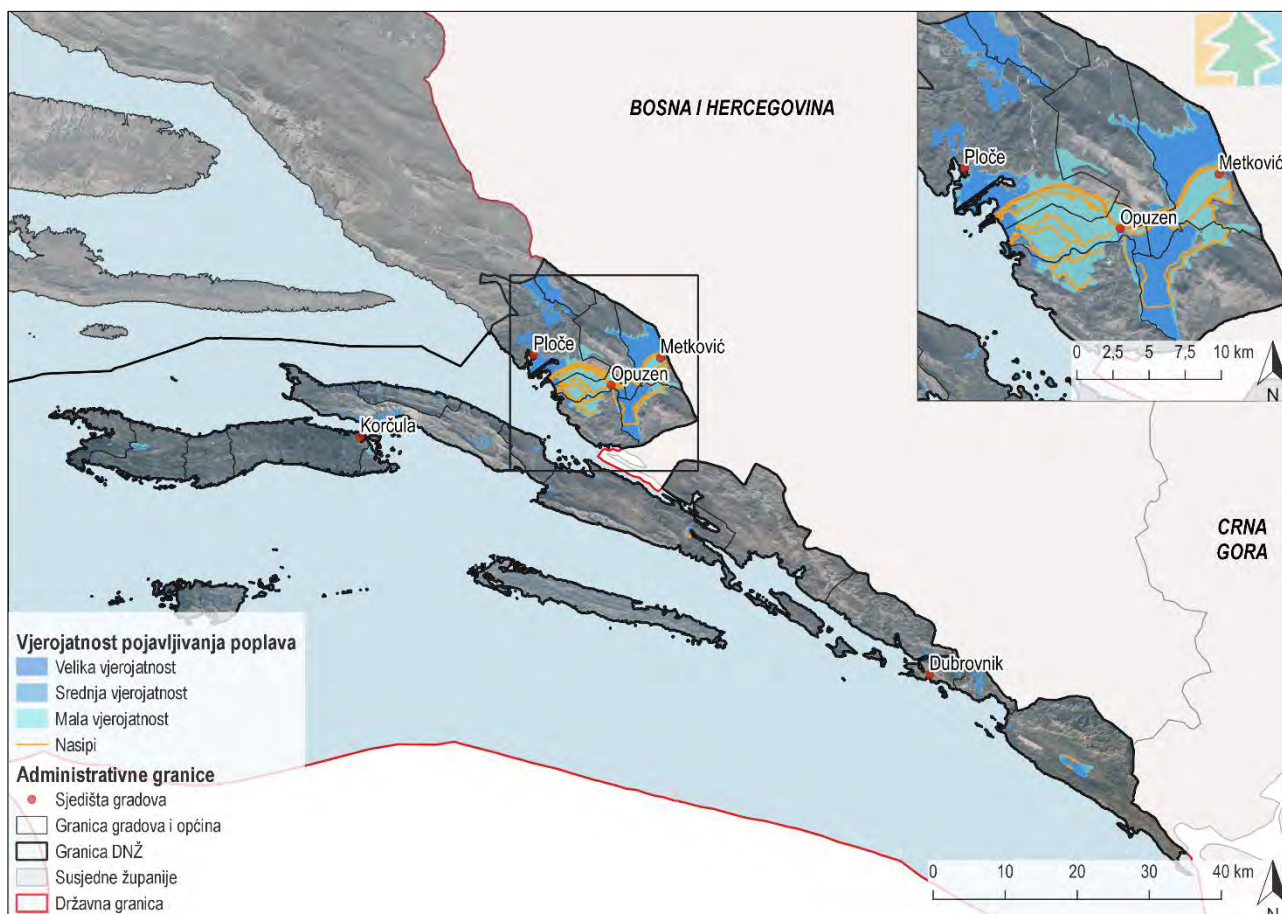 BOSNA I HERCEGOVINA
Ploče
Metković
Opuzen
0 2,5 5 7,5 10 km
N
Ploče
Metković
Opuzen
Korčula
CRNA
GORA
Dubrovnik
Vjerojatnost pojavljivanja poplava
Velika vjerojatnost
Srednja vjerojatnost
Mala vjerojatnost
Nasipi
Administrativne granice
Sjedišta gradova
Granica gradova i općina
Granica DNŽ
Susjedne županije
Državna granica
0 10 20 30 40 km
N